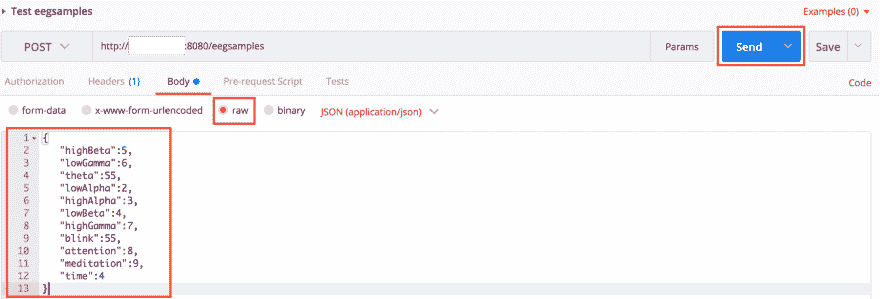 Test eegsamples Examples (0)
POST http:// :8080/eegsamples Params Send Save
Authorization Headers (1) Body Pre-request Script Tests Code
form-data x-www-form-urlencoded raw binary JSON (application/json)
1 {
2 "highBeta":5,
3 "lowGamma":6,
4 "theta":55,
5 "lowAlpha":2,
6 "highAlpha":3,
7 "lowBeta":4,
8 "highGamma":7,
9 "blink":55,
10 "attention":8,
11 "meditation":9,
12 "time":4
13 }